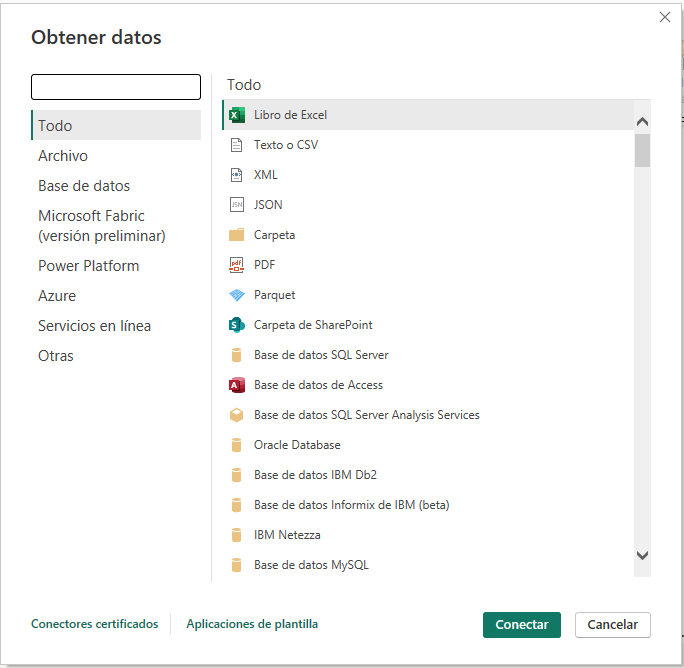 Obtener datos
Todo
Archivo
Base de datos
Microsoft Fabric
(versión preliminar)
Power Platform
Azure
Servicios en línea
Otras
Todo
Libro de Excel
Texto o CSV
XML
JSON
Carpeta
PDF
Parquet
Carpeta de SharePoint
Base de datos SQL Server
Base de datos de Access
Base de datos SQL Server Analysis Services
Oracle Database
Base de datos IBM Db2
Base de datos Informix de IBM (beta)
IBM Netezza
Base de datos MySQL
Conectores certificados
Aplicaciones de plantilla
Conectar
Cancelar